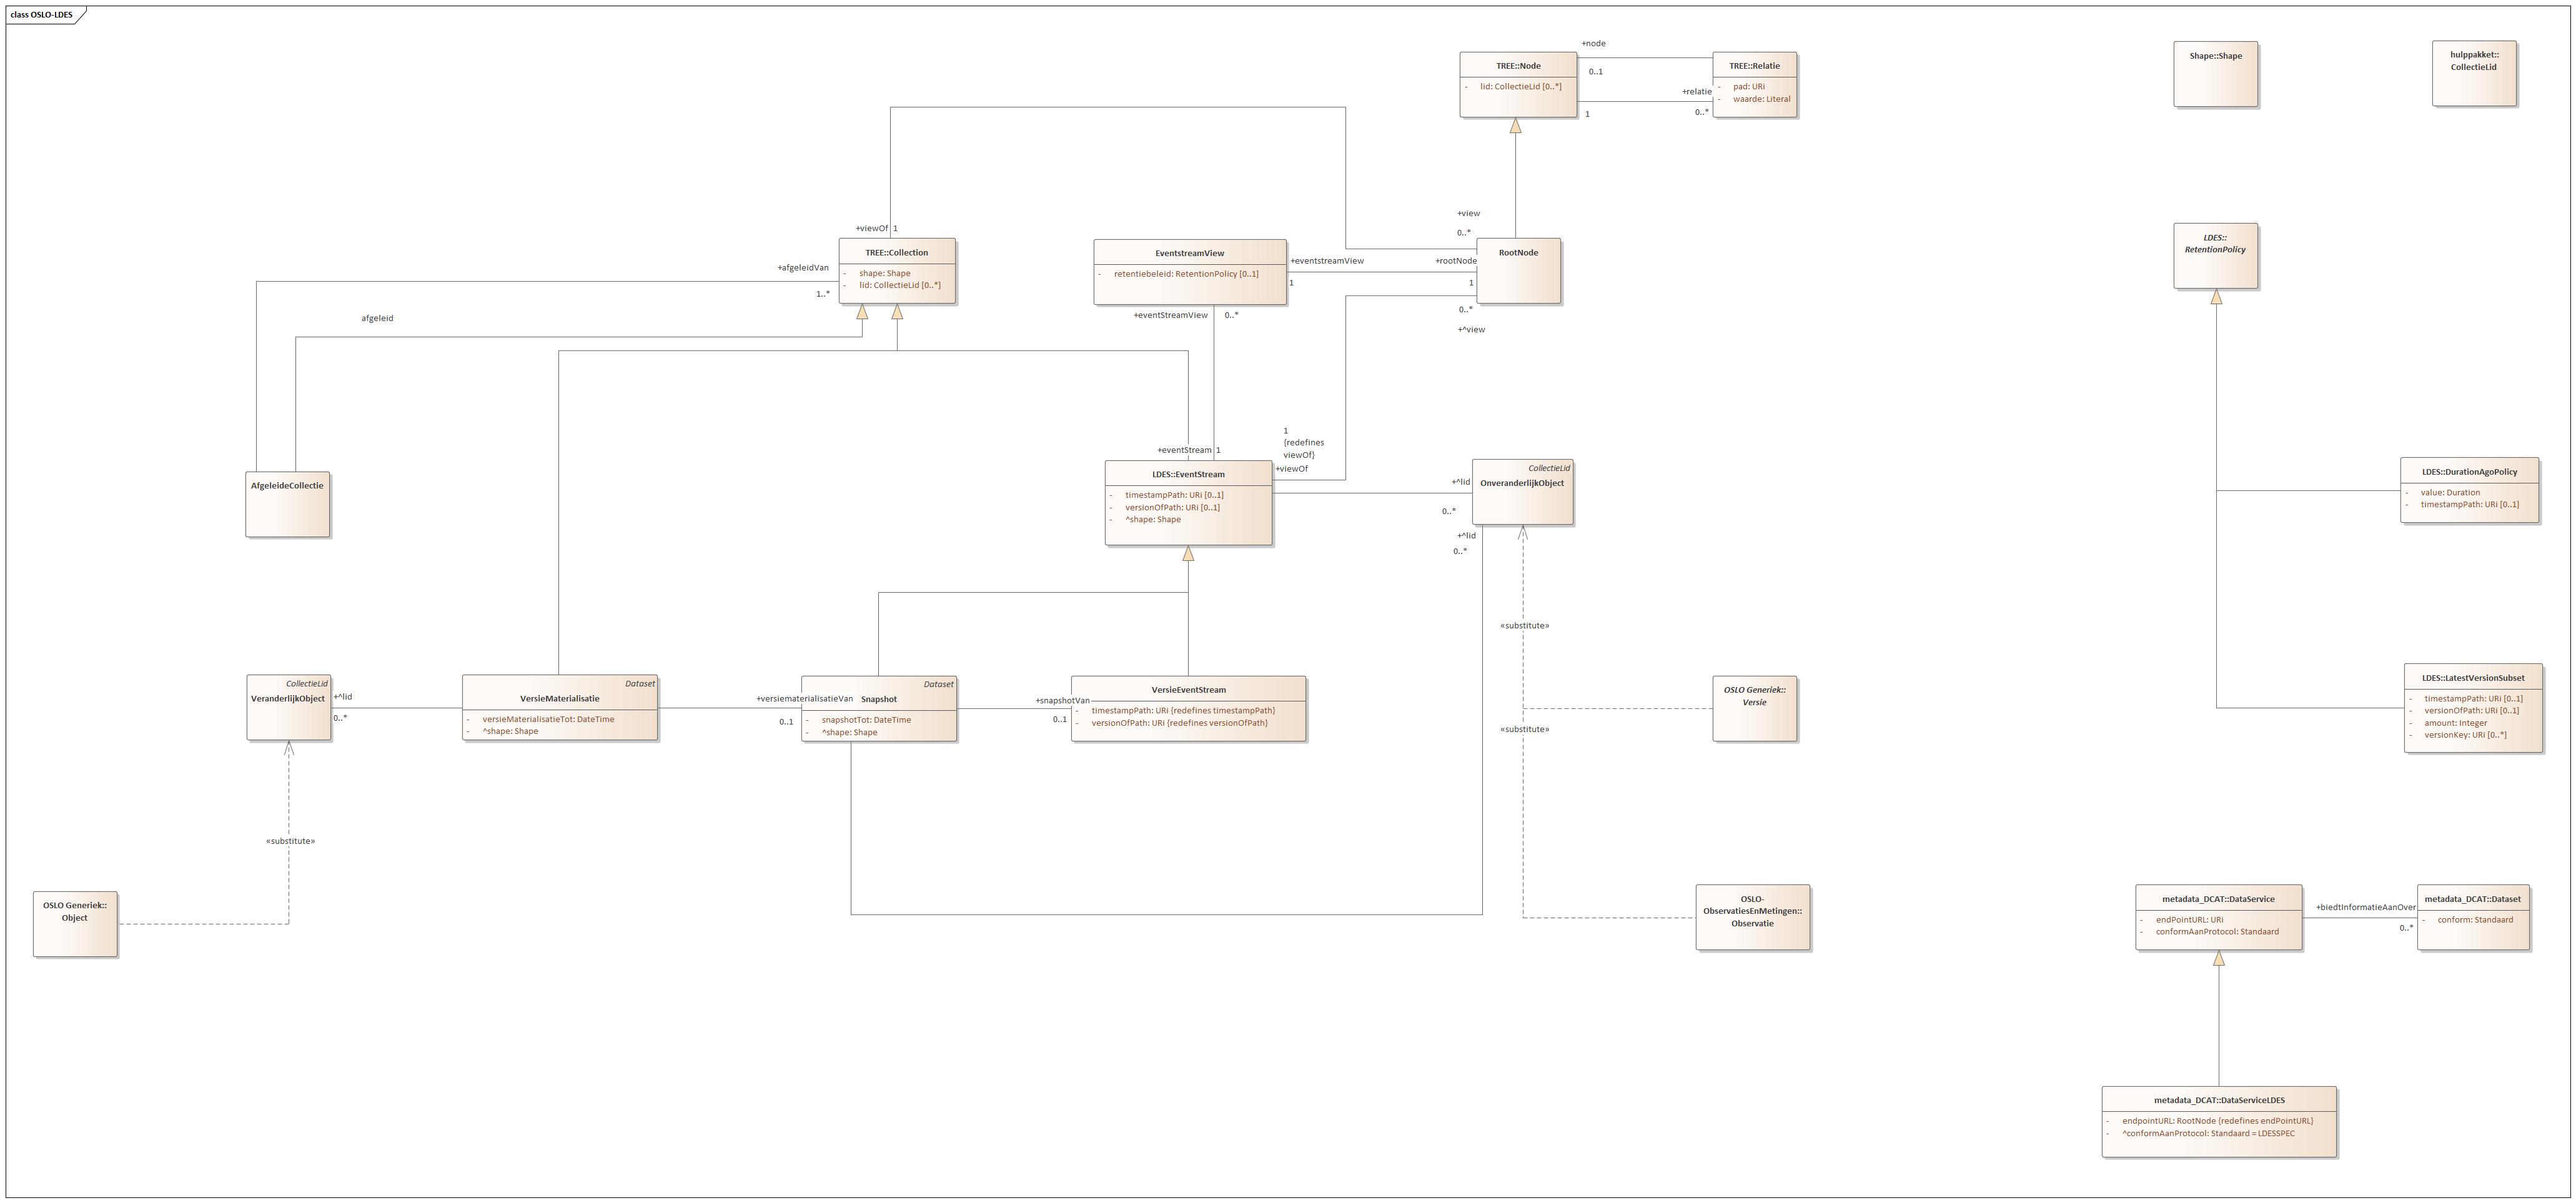 class OSLO-LDES
+node
TREE::Node
TREE::Relatie
0..1
- lid: CollectieLid [0..*]
- pad: URi
- waarde: Literal
+relatie
1
0..*
Shape::Shape
hulppakket::
CollectieLid
+view
0..*
+viewOf
1
TREE::Collection
- shape: Shape
- lid: CollectieLid [0..*]
+afgeleidVan
1..*
afgeleid
EventstreamView
- retentiebeleid: RetentionPolicy [0..1]
+eventstreamView
1
+rootNode
1
RootNode
0..*
+^view
+eventStreamView
0..*
LDES::
RetentionPolicy
+eventStream
1
1
{redefines
viewOf}
+viewOf
LDES::EventStream
- timestampPath: URi [0..1]
- versionOfPath: URi [0..1]
- ^shape: Shape
+^lid
0..*
CollectieLid
OnveranderlijkObject
+^lid
0..*
AfgeleideCollectie
LDES::DurationAgoPolicy
- value: Duration
- timestampPath: URi [0..1]
«substitute»
«substitute»
CollectieLid
VeranderlijkObject
+^lid
0..*
Dataset
VersieMaterialisatie
- versieMaterialisatieTot: DateTime
- ^shape: Shape
+versiematerialisatieVan
0..1
Dataset
Snapshot
- snapshotTot: DateTime
- ^shape: Shape
+snapshotVan
0..1
VersieEventStream
- timestampPath: URi {redefines timestampPath}
- versionOfPath: URi {redefines versionOfPath}
OSLO Generiek::
Versie
LDES::LatestVersionSubset
- timestampPath: URi [0..1]
- versionOfPath: URi [0..1]
- amount: Integer
- versionKey: URi [0..*]
«substitute»
OSLO Generiek::
Object
OSLO-
ObservatiesEnMetingen::
Observatie
metadata_DCAT::DataService
- endPointURL: URi
- conformAanProtocol: Standaard
+biedtInformatieAanOver
0..*
metadata_DCAT::Dataset
- conform: Standaard
metadata_DCAT::DataServiceLDES
- endpointURL: RootNode {redefines endPointURL}
- ^conformAanProtocol: Standaard = LDESSPEC